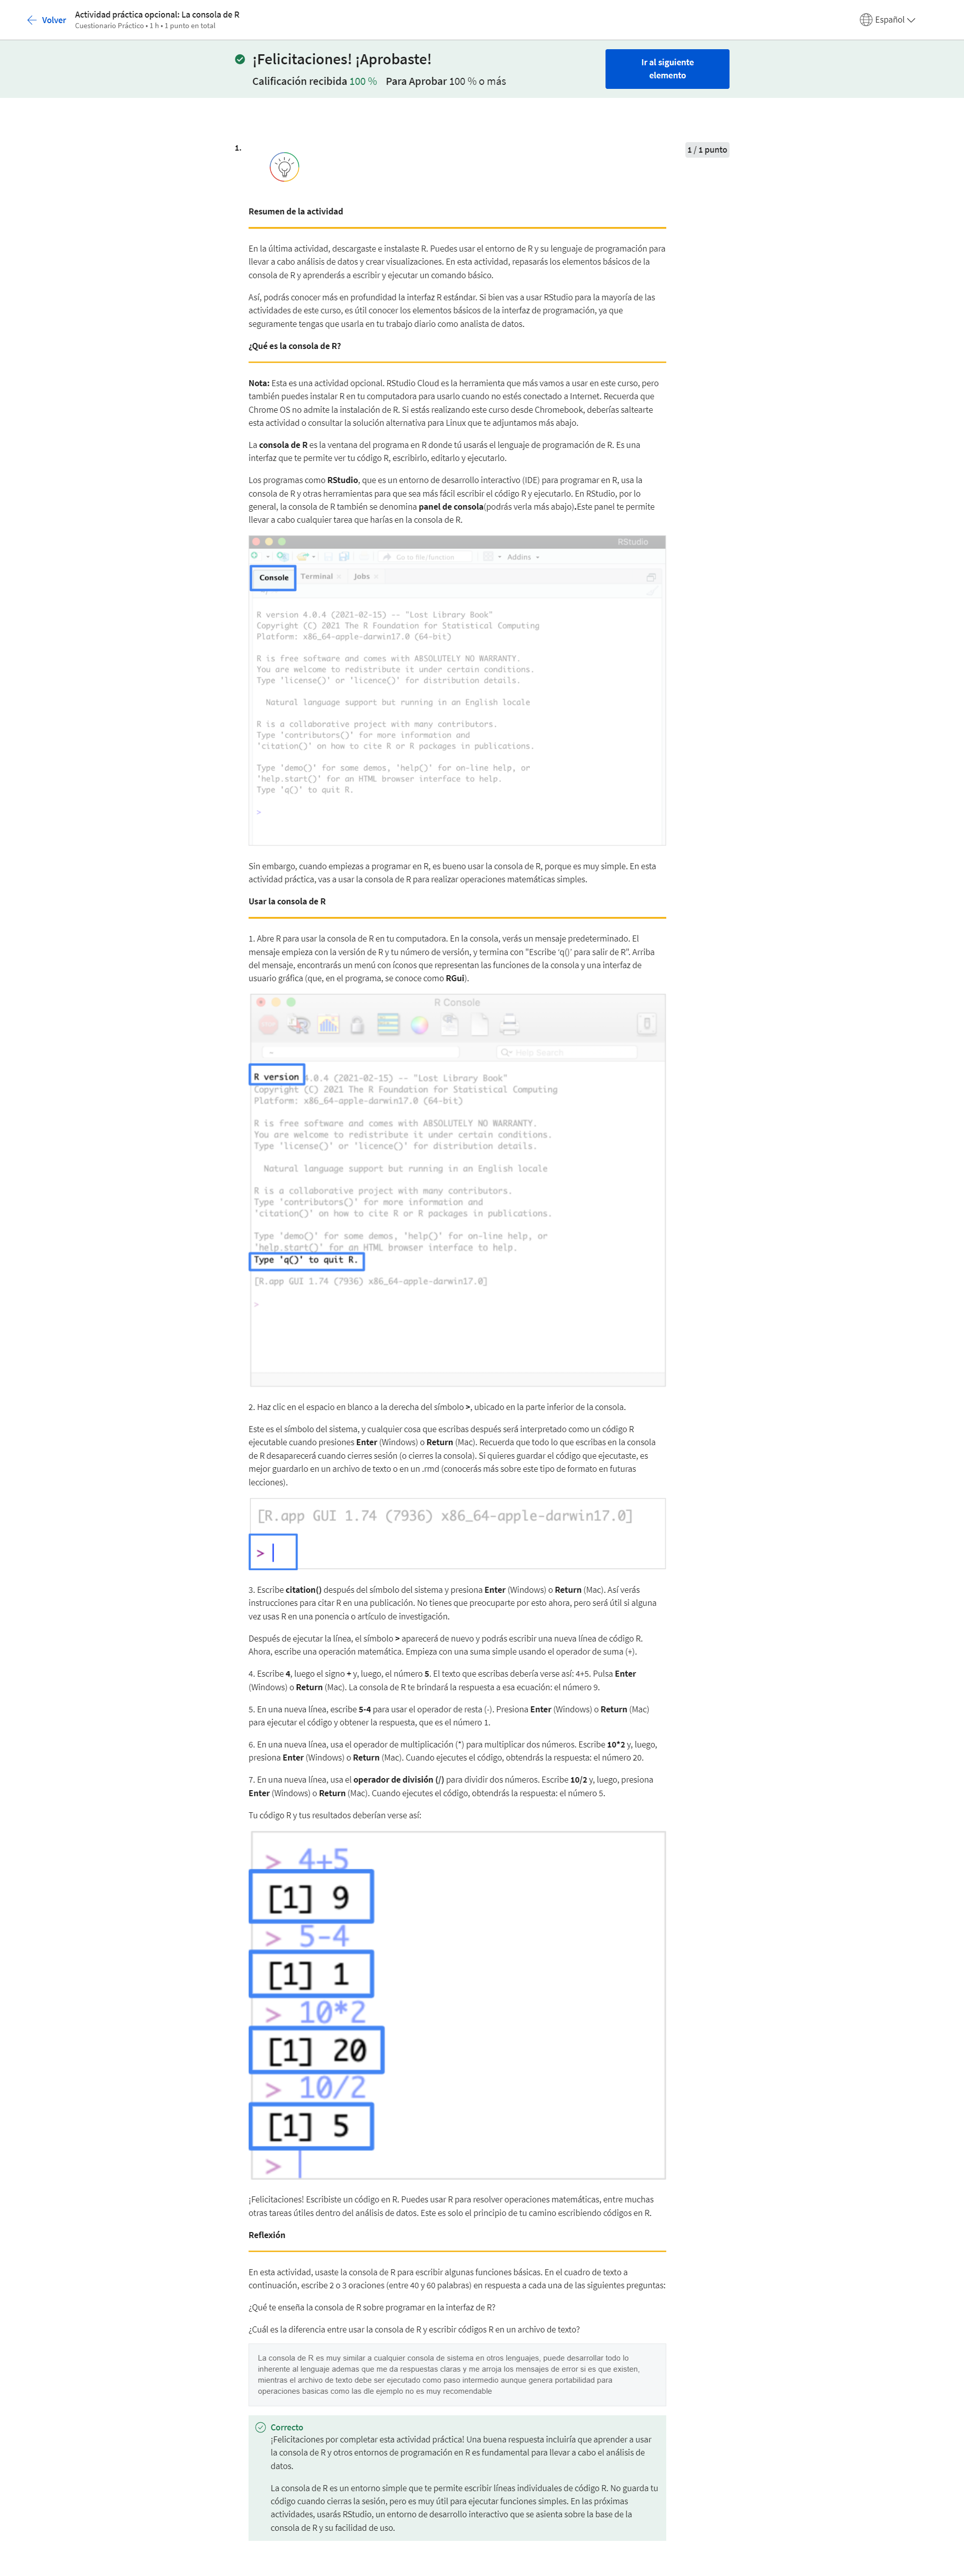 Volver
Actividad práctica opcional: La consola de R
Cuestionario Práctico • 1 h • 1 punto en total
Español
¡Felicitaciones! ¡Aprobaste!
Calificación recibida 100 % Para Aprobar 100 % o más
Ir al siguiente
elemento
1.
1 / 1 punto
Resumen de la actividad
En la última actividad, descargaste e instalaste R. Puedes usar el entorno de R y su lenguaje de programación para
llevar a cabo análisis de datos y crear visualizaciones. En esta actividad, repasarás los elementos básicos de la
consola de R y aprenderás a escribir y ejecutar un comando básico.
Así, podrás conocer más en profundidad la interfaz R estándar. Si bien vas a usar RStudio para la mayoría de las
actividades de este curso, es útil conocer los elementos básicos de la interfaz de programación, ya que
seguramente tengas que usarla en tu trabajo diario como analista de datos.
¿Qué es la consola de R?
Nota: Esta es una actividad opcional. RStudio Cloud es la herramienta que más vamos a usar en este curso, pero
también puedes instalar R en tu computadora para usarlo cuando no estés conectado a Internet. Recuerda que
Chrome OS no admite la instalación de R. Si estás realizando este curso desde Chromebook, deberías saltearte
esta actividad o consultar la solución alternativa para Linux que te adjuntamos más abajo.
La consola de R es la ventana del programa en R donde tú usarás el lenguaje de programación de R. Es una
interfaz que te permite ver tu código R, escribirlo, editarlo y ejecutarlo.
Los programas como RStudio, que es un entorno de desarrollo interactivo (IDE) para programar en R, usa la
consola de R y otras herramientas para que sea más fácil escribir el código R y ejecutarlo. En RStudio, por lo
general, la consola de R también se denomina panel de consola(podrás verla más abajo).Este panel te permite
llevar a cabo cualquier tarea que harías en la consola de R.
RStudio
Go to file/function
Addins
Console Terminal Jobs
R version 4.0.4 (2021-02-15) -- "Lost Library Book"
Copyright (C) 2021 The R Foundation for Statistical Computing
Platform: x86_64-apple-darwin17.0 (64-bit)
R is free software and comes with ABSOLUTELY NO WARRANTY.
You are welcome to redistribute it under certain conditions.
Type 'license()' or 'licence()' for distribution details.
Natural language support but running in an English locale
R is a collaborative project with many contributors.
Type 'contributors()' for more information and
'citation()' on how to cite R or R packages in publications.
Type 'demo()' for some demos, 'help()' for on-line help, or
'help.start()' for an HTML browser interface to help.
Type 'q()' to quit R.
>
Sin embargo, cuando empiezas a programar en R, es bueno usar la consola de R, porque es muy simple. En esta
actividad práctica, vas a usar la consola de R para realizar operaciones matemáticas simples.
Usar la consola de R
1. Abre R para usar la consola de R en tu computadora. En la consola, verás un mensaje predeterminado. El
mensaje empieza con la versión de R y tu número de versión, y termina con "Escribe 'q()' para salir de R". Arriba
del mensaje, encontrarás un menú con íconos que representan las funciones de la consola y una interfaz de
usuario gráfica (que, en el programa, se conoce como RGui).
R Console
Help Search
R version 4.0.4 (2021-02-15) -- "Lost Library Book"
Copyright (C) 2021 The R Foundation for Statistical Computing
Platform: x86_64-apple-darwin17.0 (64-bit)
R is free software and comes with ABSOLUTELY NO WARRANTY.
You are welcome to redistribute it under certain conditions.
Type 'license()' or 'licence()' for distribution details.
Natural language support but running in an English locale
R is a collaborative project with many contributors.
Type 'contributors()' for more information and
'citation()' on how to cite R or R packages in publications.
Type 'demo()' for some demos, 'help()' for on-line help, or
'help.start()' for an HTML browser interface to help.
Type 'q()' to quit R.
[R.app GUI 1.74 (7936) x86_64-apple-darwin17.0]
>
2. Haz clic en el espacio en blanco a la derecha del símbolo >, ubicado en la parte inferior de la consola.
Este es el símbolo del sistema, y cualquier cosa que escribas después será interpretado como un código R
ejecutable cuando presiones Enter (Windows) o Return (Mac). Recuerda que todo lo que escribas en la consola
de R desaparecerá cuando cierres sesión (o cierres la consola). Si quieres guardar el código que ejecutaste, es
mejor guardarlo en un archivo de texto o en un .rmd (conocerás más sobre este tipo de formato en futuras
lecciones).
[R.app GUI 1.74 (7936) x86_64-apple-darwin17.0]
>
3. Escribe citation() después del símbolo del sistema y presiona Enter (Windows) o Return (Mac). Así verás
instrucciones para citar R en una publicación. No tienes que preocuparte por esto ahora, pero será útil si alguna
vez usas R en una ponencia o artículo de investigación.
Después de ejecutar la línea, el símbolo > aparecerá de nuevo y podrás escribir una nueva línea de código R.
Ahora, escribe una operación matemática. Empieza con una suma simple usando el operador de suma (+).
4. Escribe 4, luego el signo + y, luego, el número 5. El texto que escribas debería verse así: 4+5. Pulsa Enter
(Windows) o Return (Mac). La consola de R te brindará la respuesta a esa ecuación: el número 9.
5. En una nueva línea, escribe 5-4 para usar el operador de resta (-). Presiona Enter (Windows) o Return (Mac)
para ejecutar el código y obtener la respuesta, que es el número 1.
6. En una nueva línea, usa el operador de multiplicación (*) para multiplicar dos números. Escribe 10*2 y, luego,
presiona Enter (Windows) o Return (Mac). Cuando ejecutes el código, obtendrás la respuesta: el número 20.
7. En una nueva línea, usa el operador de división (/) para dividir dos números. Escribe 10/2 y, luego, presiona
Enter (Windows) o Return (Mac). Cuando ejecutes el código, obtendrás la respuesta: el número 5.
Tu código R y tus resultados deberían verse así:
> 4+5
[1] 9
> 5-4
[1] 1
> 10*2
[1] 20
> 10/2
[1] 5
>
¡Felicitaciones! Escribiste un código en R. Puedes usar R para resolver operaciones matemáticas, entre muchas
otras tareas útiles dentro del análisis de datos. Este es solo el principio de tu camino escribiendo códigos en R.
Reflexión
En esta actividad, usaste la consola de R para escribir algunas funciones básicas. En el cuadro de texto a
continuación, escribe 2 o 3 oraciones (entre 40 y 60 palabras) en respuesta a cada una de las siguientes preguntas:
¿Qué te enseña la consola de R sobre programar en la interfaz de R?
¿Cuál es la diferencia entre usar la consola de R y escribir códigos R en un archivo de texto?
La consola de R es muy similar a cualquier consola de sistema en otros lenguajes, puede desarrollar todo lo
inherente al lenguaje ademas que me da respuestas claras y me arroja los mensajes de error si es que existen,
mientras el archivo de texto debe ser ejecutado como paso intermedio aunque genera portabilidad para
operaciones basicas como las dle ejemplo no es muy recomendable
Correcto
¡Felicitaciones por completar esta actividad práctica! Una buena respuesta incluiría que aprender a usar
la consola de R y otros entornos de programación en R es fundamental para llevar a cabo el análisis de
datos.
La consola de R es un entorno simple que te permite escribir líneas individuales de código R. No guarda tu
código cuando cierras la sesión, pero es muy útil para ejecutar funciones simples. En las próximas
actividades, usarás RStudio, un entorno de desarrollo interactivo que se asienta sobre la base de la
consola de R y su facilidad de uso.